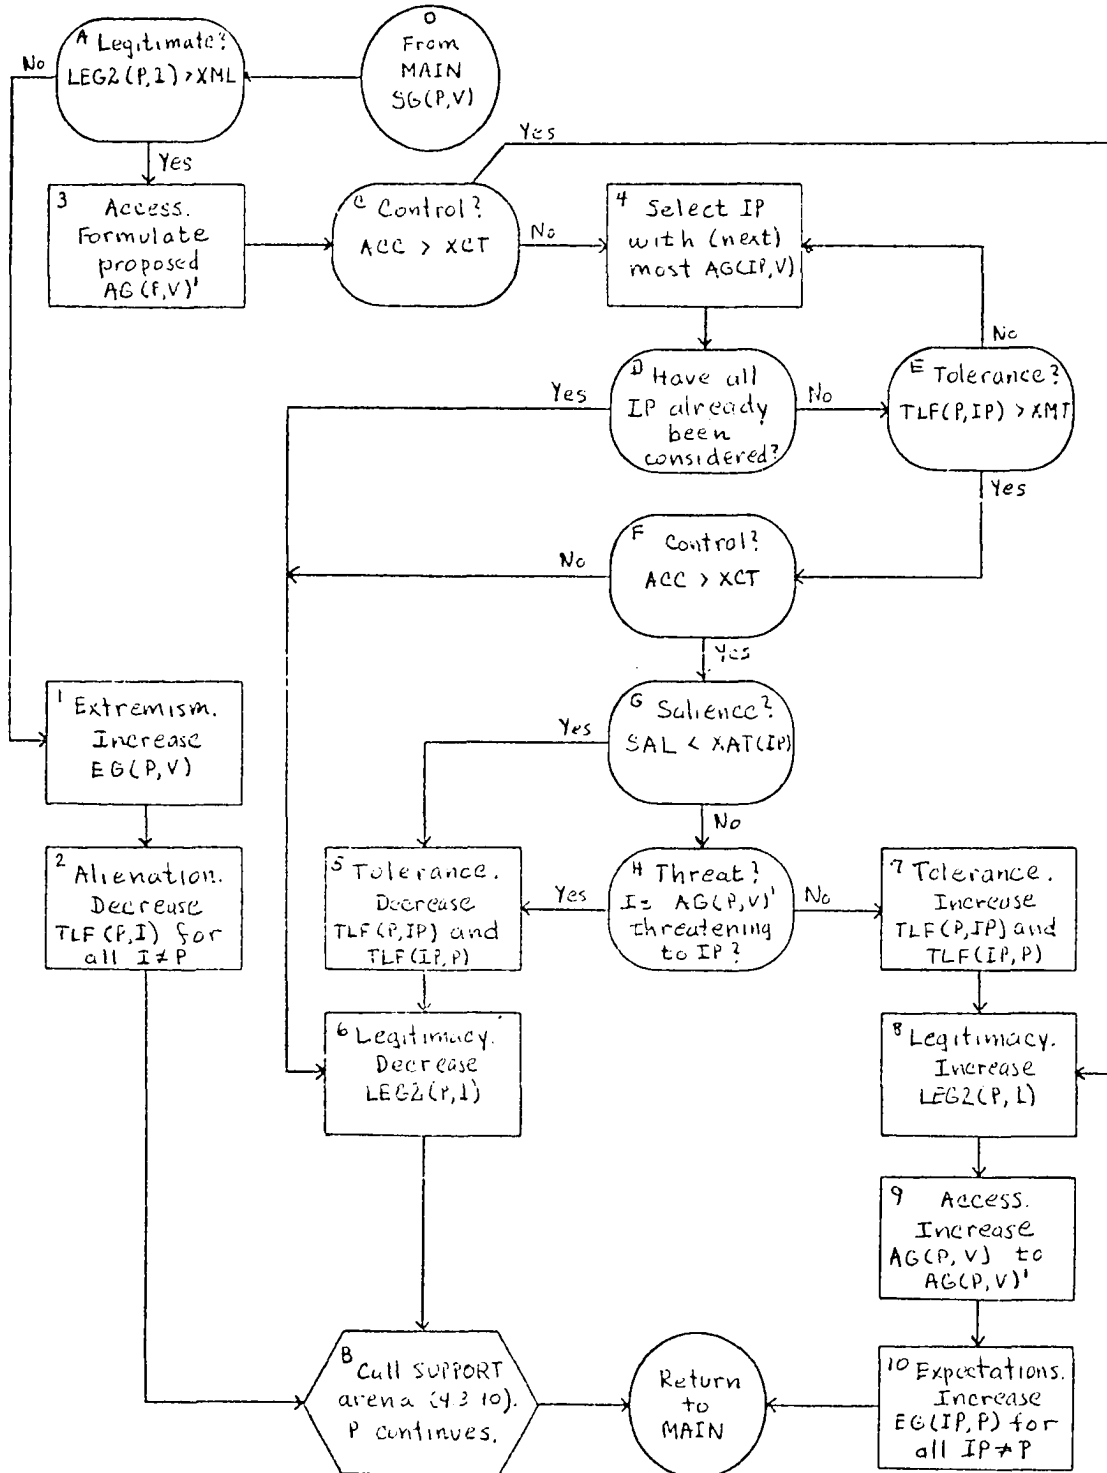 O
From
MAIN
SG(P,V)
A Legitimate?
LEG2(P,1) > XML
No
Yes
3 Access.
Formulate
proposed
AG(P,V)'
C Control?
ACC > XCT
Yes
No
4 Select IP
with (next)
most AG(IP,V)
D Have all
IP already
been
considered?
Yes
No
E Tolerance?
TLF(P,IP) > XMT
No
Yes
F Control?
ACC > XCT
No
Yes
G Salience?
SAL < XAT(IP)
Yes
No
1 Extremism.
Increase
EG(P,V)
2 Alienation.
Decrease
TLF(P,I) for
all I≠P
5 Tolerance.
Decrease
TLF(P,IP) and
TLF(IP,P)
H Threat?
Is AG(P,V)'
threatening
to IP?
Yes
No
7 Tolerance.
Increase
TLF(P,IP) and
TLF(IP,P)
6 Legitimacy.
Decrease
LEG2(P,1)
8 Legitimacy.
Increase
LEG2(P,1)
9 Access.
Increase
AG(P,V) to
AG(P,V)'
B Call SUPPORT
arena (4.3.10).
P continues.
Return
to
MAIN
10 Expectations.
Increase
EG(IP,P) for
all IP≠P